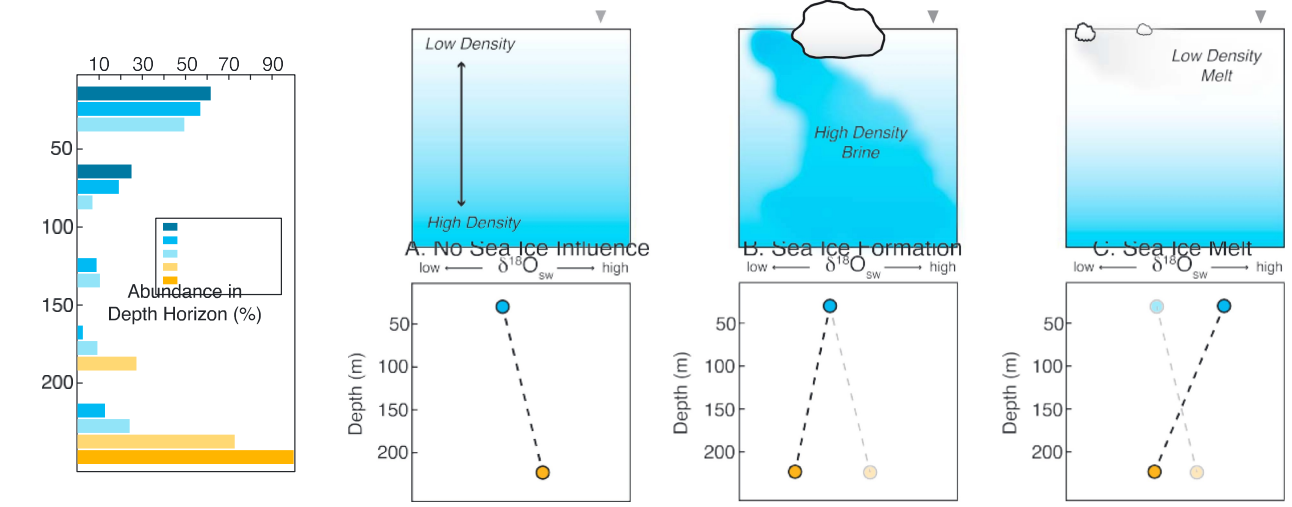 10 30 50 70 90
50
100
150
200
Abundance in
Depth Horizon (%)
Low Density
High Density
A. No Sea Ice Influence
low δ18Osw high
Depth (m)
50
100
150
200
High Density
Brine
B. Sea Ice Formation
low δ18Osw high
Depth (m)
50
100
150
200
Low Density
Melt
C. Sea Ice Melt
low δ18Osw high
Depth (m)
50
100
150
200